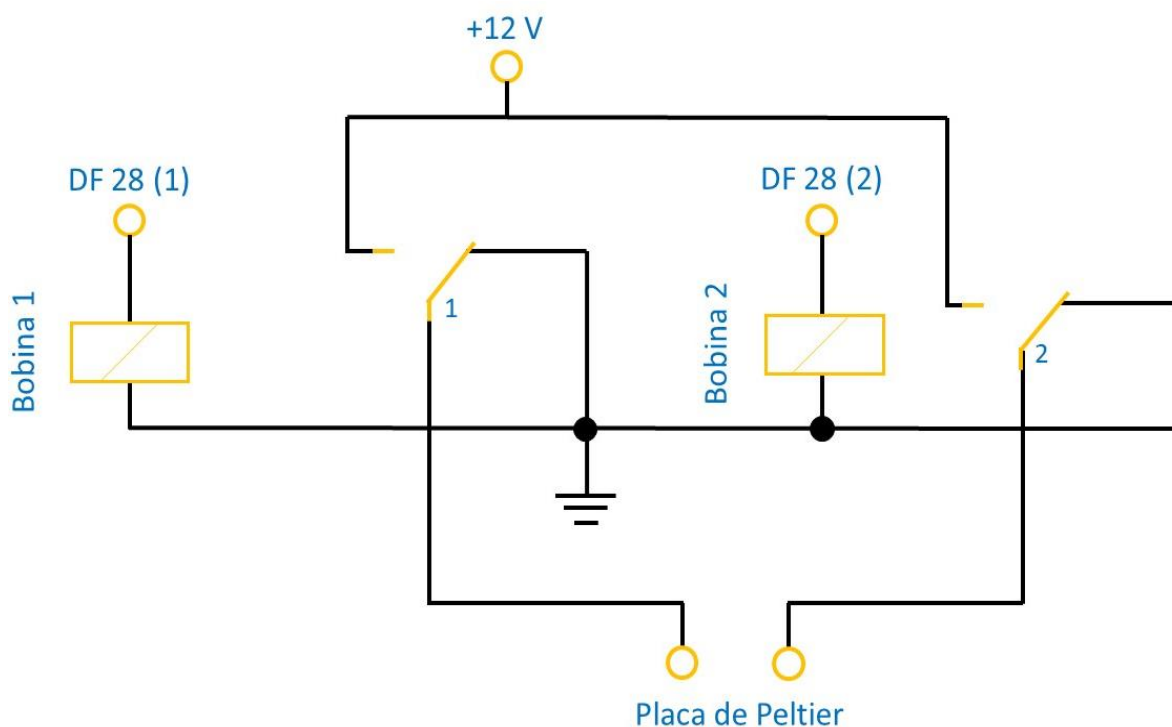 +12 V
DF 28 (1)
DF 28 (2)
Bobina 1
1
Bobina 2
2
Placa de Peltier